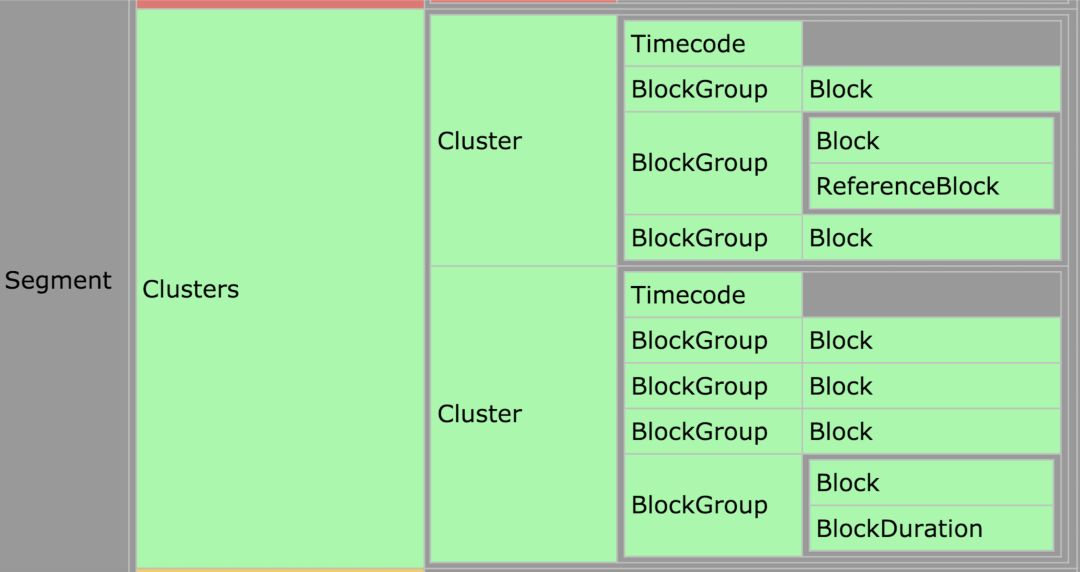 Segment
Clusters
Cluster
Timecode
BlockGroup Block
BlockGroup
Block
ReferenceBlock
BlockGroup Block
Cluster
Timecode
BlockGroup Block
BlockGroup Block
BlockGroup Block
BlockGroup
Block
BlockDuration